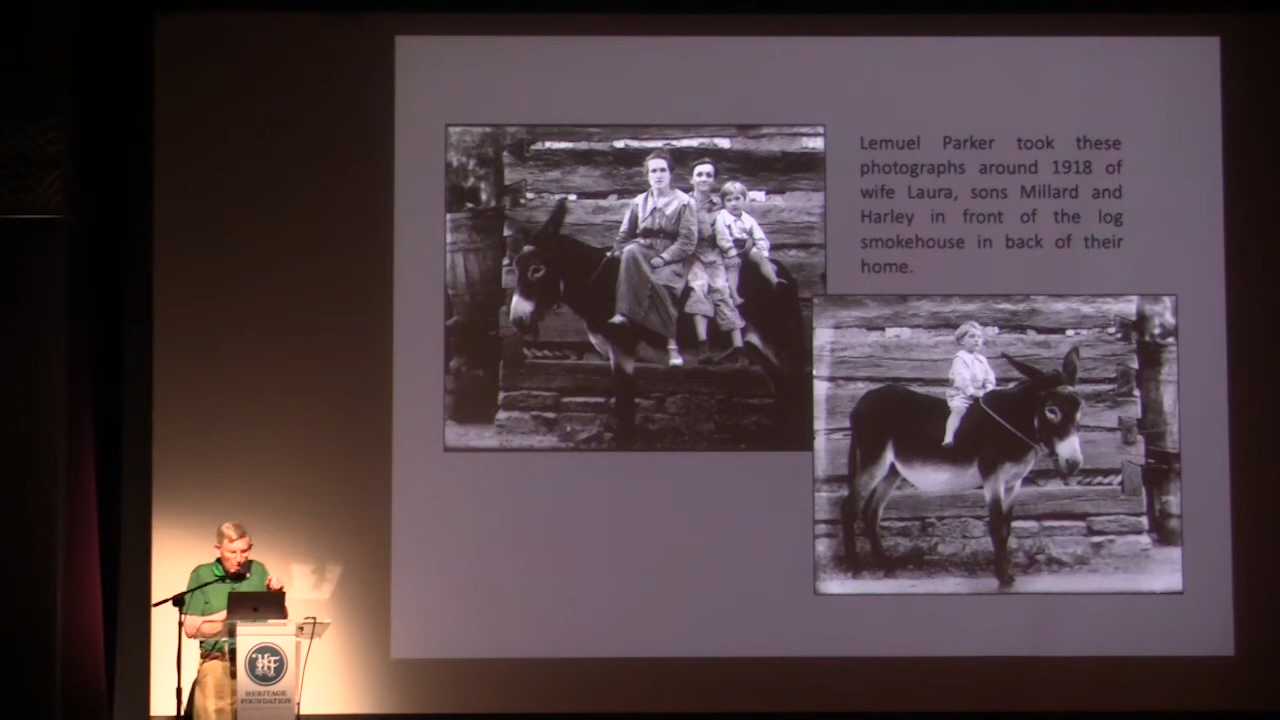 Lemuel Parker took these
photographs around 1918 of
wife Laura, sons Millard and
Harley in front of the log
smokehouse in back of their
home.
HF
HERITAGE
FOUNDATION